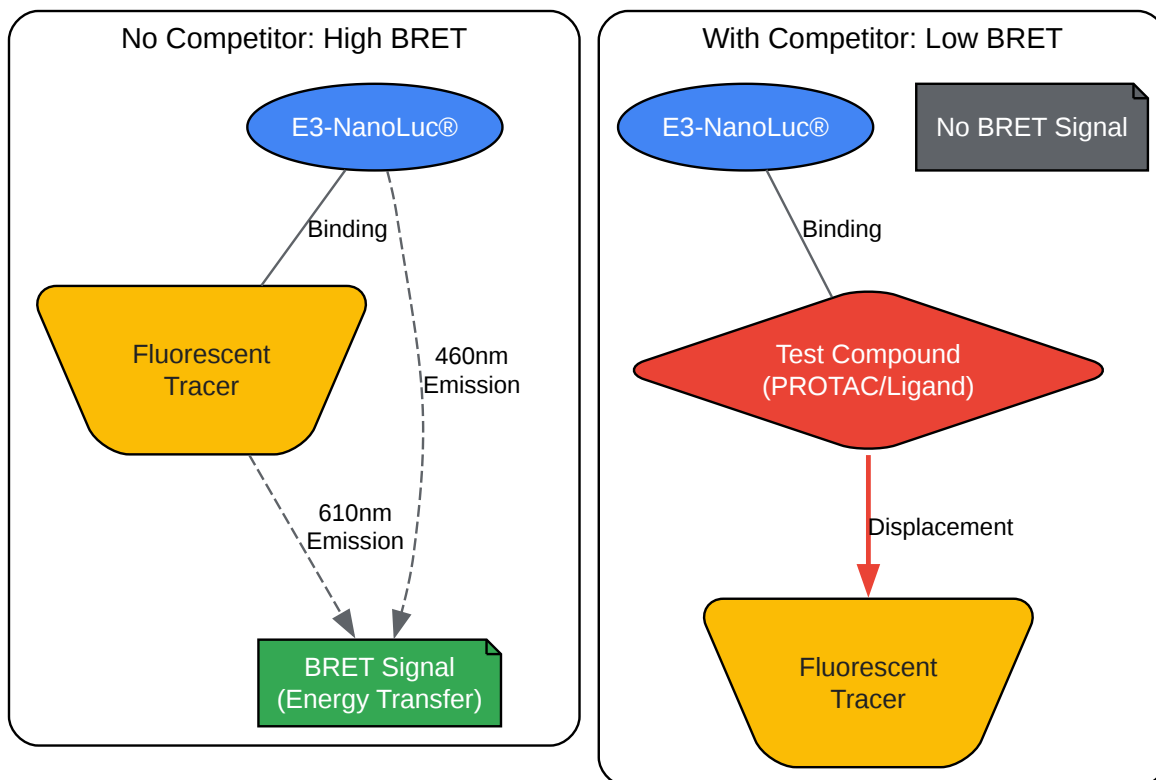 No Competitor: High BRET
E3-NanoLuc®
Binding
Fluorescent
Tracer
460nm
Emission
610nm
Emission
BRET Signal
(Energy Transfer)
With Competitor: Low BRET
E3-NanoLuc®
No BRET Signal
Binding
Test Compound
(PROTAC/Ligand)
Displacement
Fluorescent
Tracer